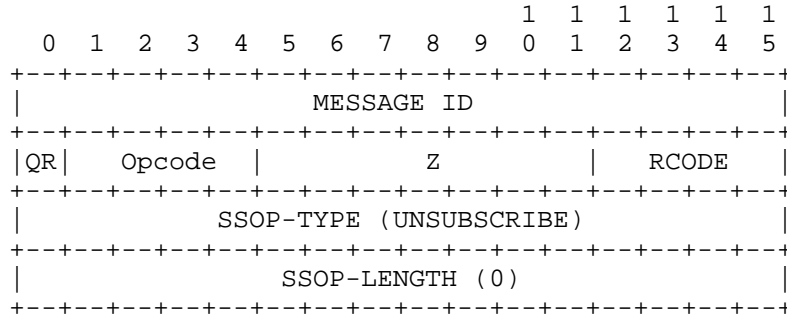 1  1  1  1  1  1
   0  1  2  3  4  5  6  7  8  9  0  1  2  3  4  5
+--+--+--+--+--+--+--+--+--+--+--+--+--+--+--+--+
|                  MESSAGE ID                   |
+--+--+--+--+--+--+--+--+--+--+--+--+--+--+--+--+
|QR|   Opcode  |          Z         |   RCODE   |
+--+--+--+--+--+--+--+--+--+--+--+--+--+--+--+--+
|            SSOP-TYPE (UNSUBSCRIBE)            |
+--+--+--+--+--+--+--+--+--+--+--+--+--+--+--+--+
|                SSOP-LENGTH (0)                |
+--+--+--+--+--+--+--+--+--+--+--+--+--+--+--+--+